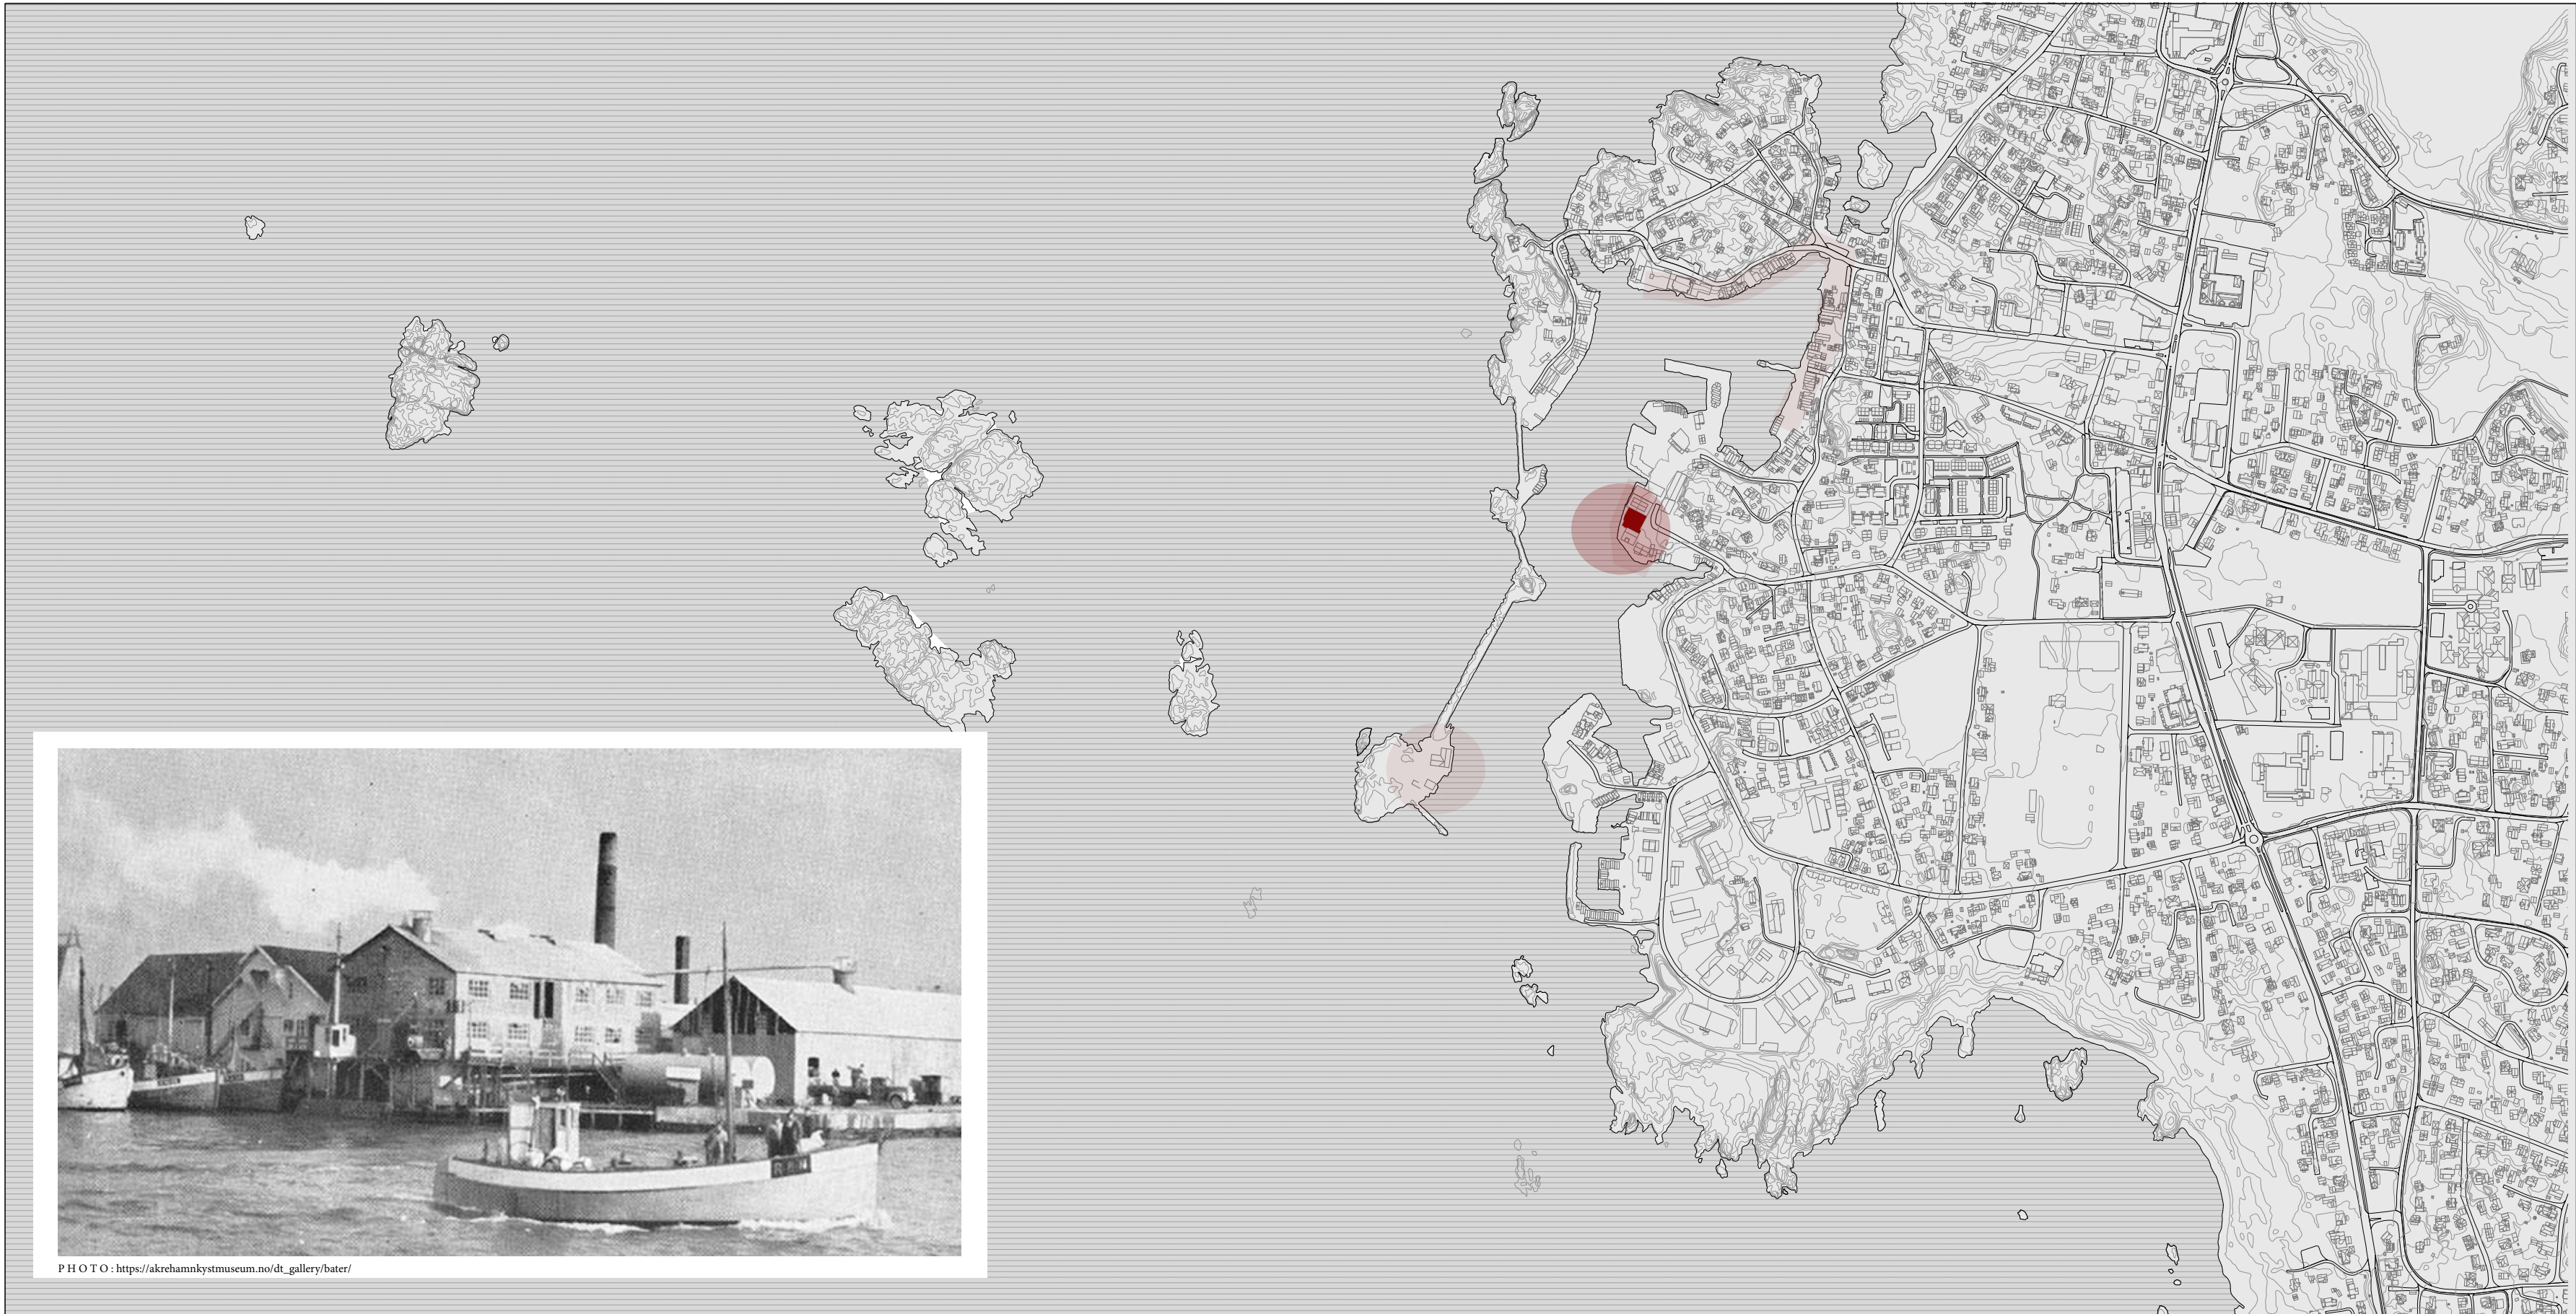 P H O T O : https://akrehamnkystmuseum.no/dt_gallery/bater/